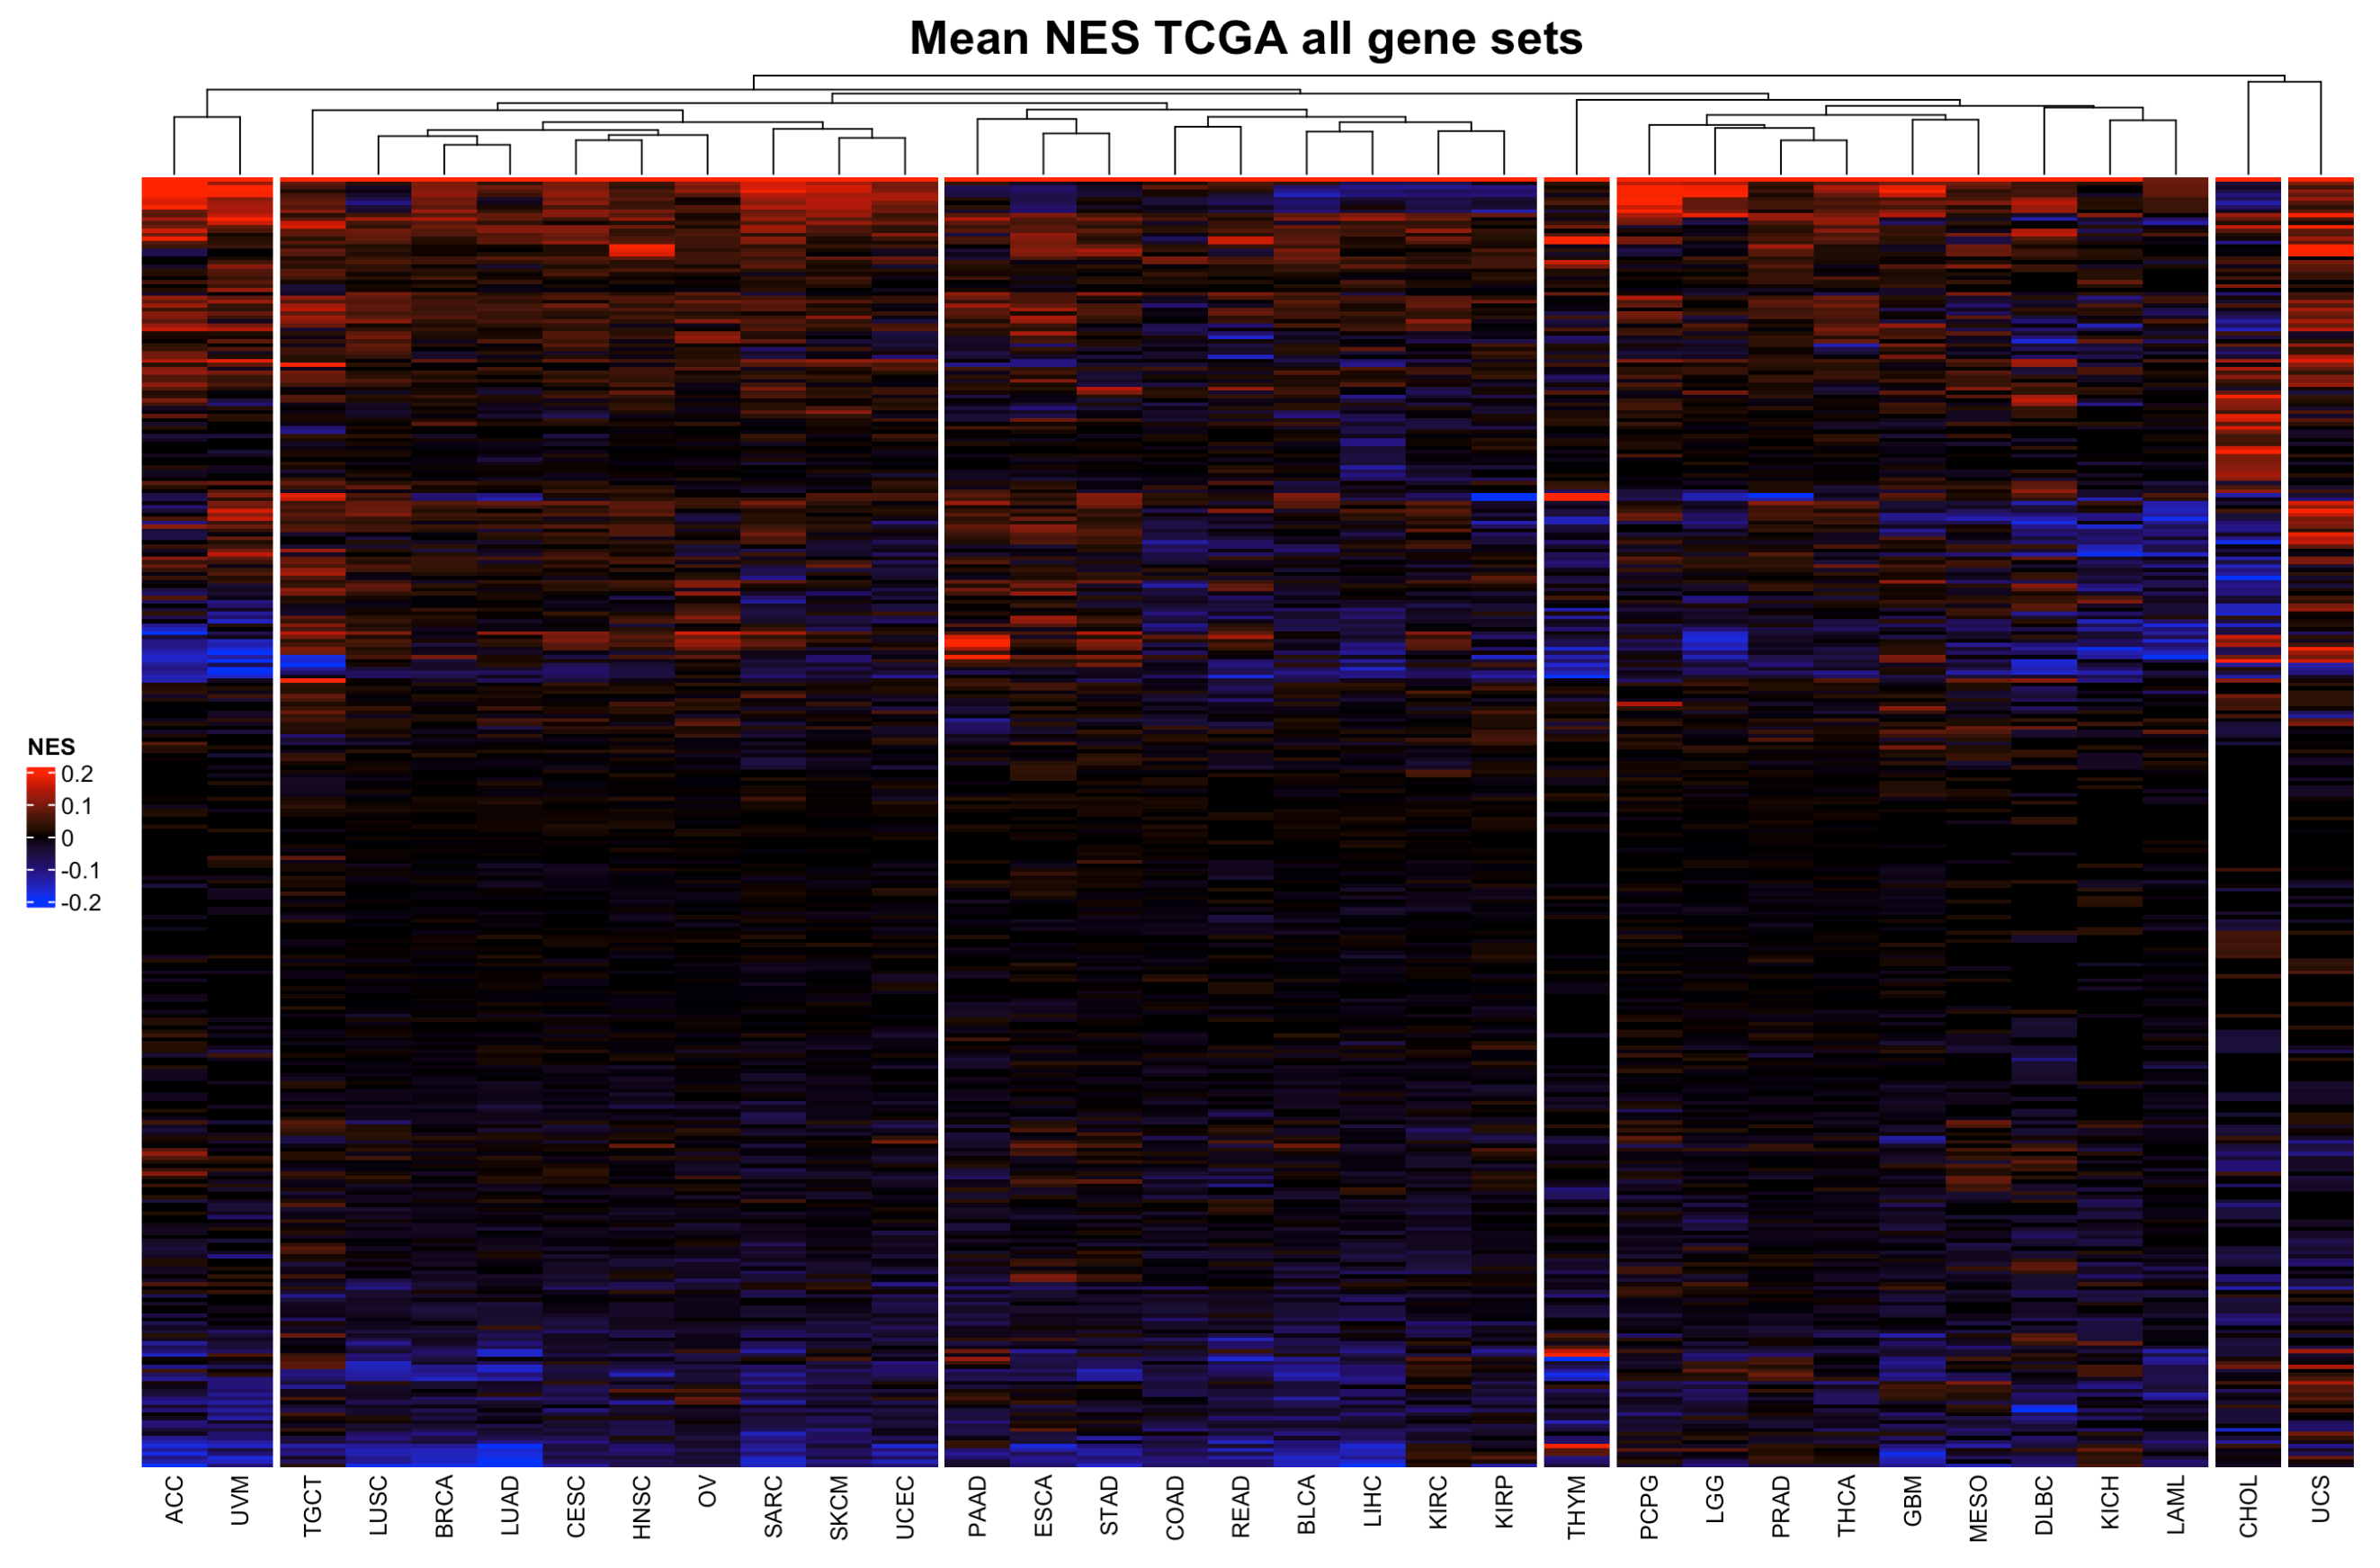 Mean NES TCGA all gene sets
NES
0.2
0.1
0
-0.1
-0.2
ACC UVM TGCT LUSC BRCA LUAD CESC HNSC OV SARC SKCM UCEC PAAD ESCA STAD COAD READ BLCA LIHC KIRC KIRP THYM PCPG LGG PRAD THCA GBM MESO DLBC KICH LAML CHOL UCS